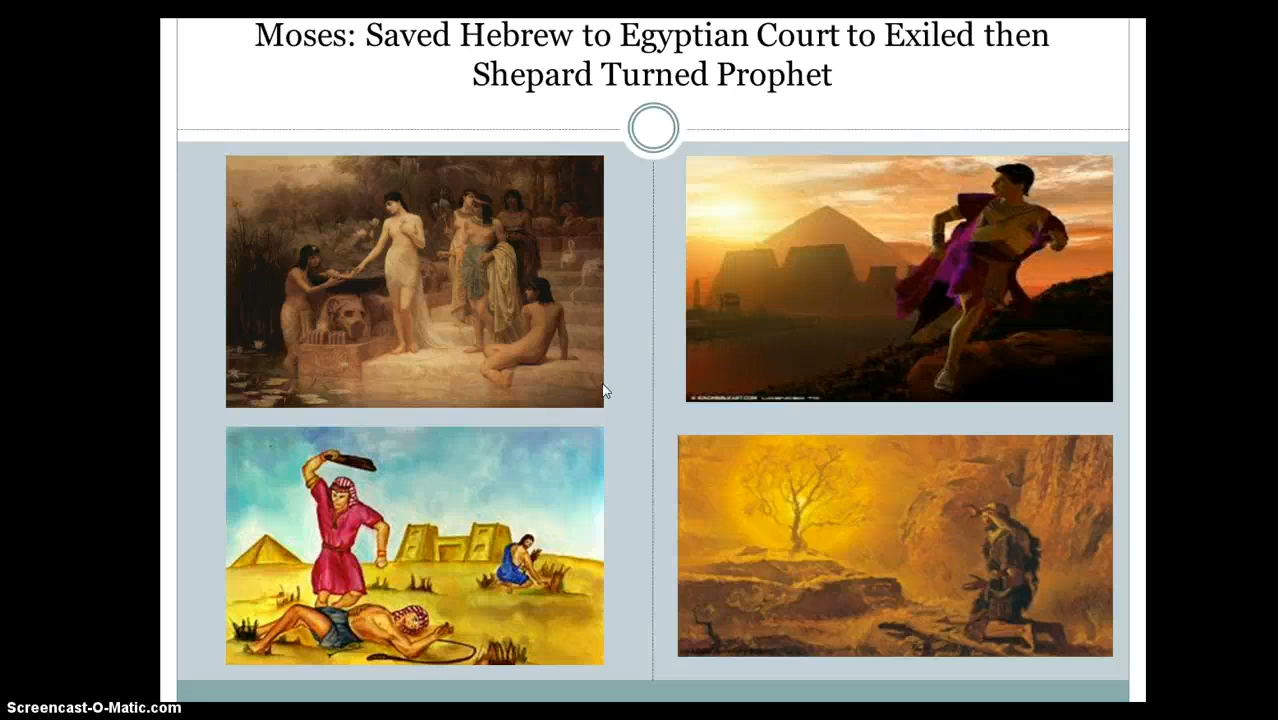 Moses: Saved Hebrew to Egyptian Court to Exiled then
Shepard Turned Prophet
Screencast-O-Matic.com